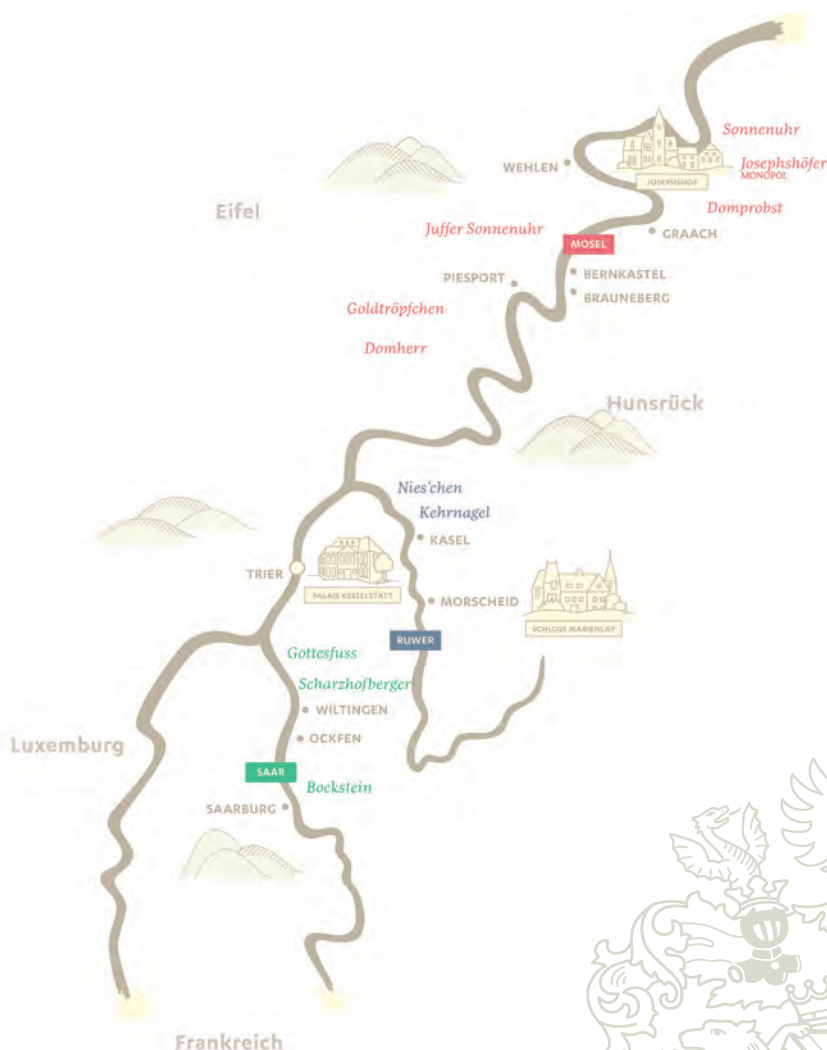 Sonnenuhr
WEHLEN
Josephshöfer
MONOPOL
JOSEPHSHOF
Eifel
Domprobst
Juffer Sonnenuhr
GRAACH
MOSEL
PIESPORT
BERNKASTEL
BRAUNEBERG
Goldtröpfchen
Domherr
Hunsrück
Nies'chen
Kehrnagel
KASEL
TRIER
PALAIS KESSELSTATT
MORSCHEID
SCHLOSS MARIENLAY
RUWER
Gottesfuss
Scharzhofberger
WILTINGEN
OCKFEN
Luxemburg
SAAR
Bockstein
SAARBURG
Frankreich